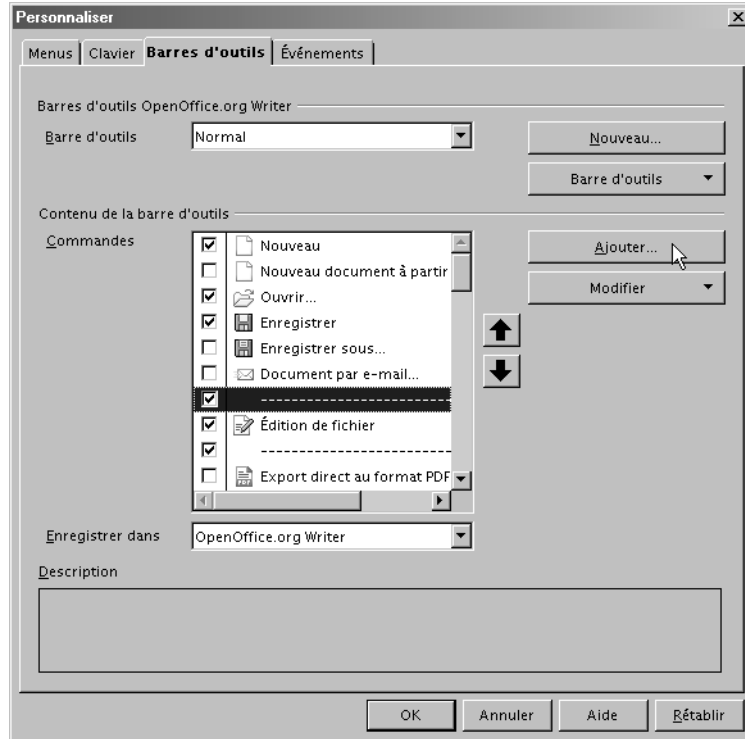 Personnaliser
Menus Clavier Barres d'outils Événements
Barres d'outils OpenOffice.org Writer
Barre d'outils Normal Nouveau...
Barre d'outils
Contenu de la barre d'outils
Commandes Nouveau Ajouter...
Nouveau document à partir
Ouvrir... Modifier
Enregistrer
Enregistrer sous...
Document par e-mail...
--------------------------
Édition de fichier
--------------------------
Export direct au format PDF
Enregistrer dans OpenOffice.org Writer
Description
OK Annuler Aide Rétablir